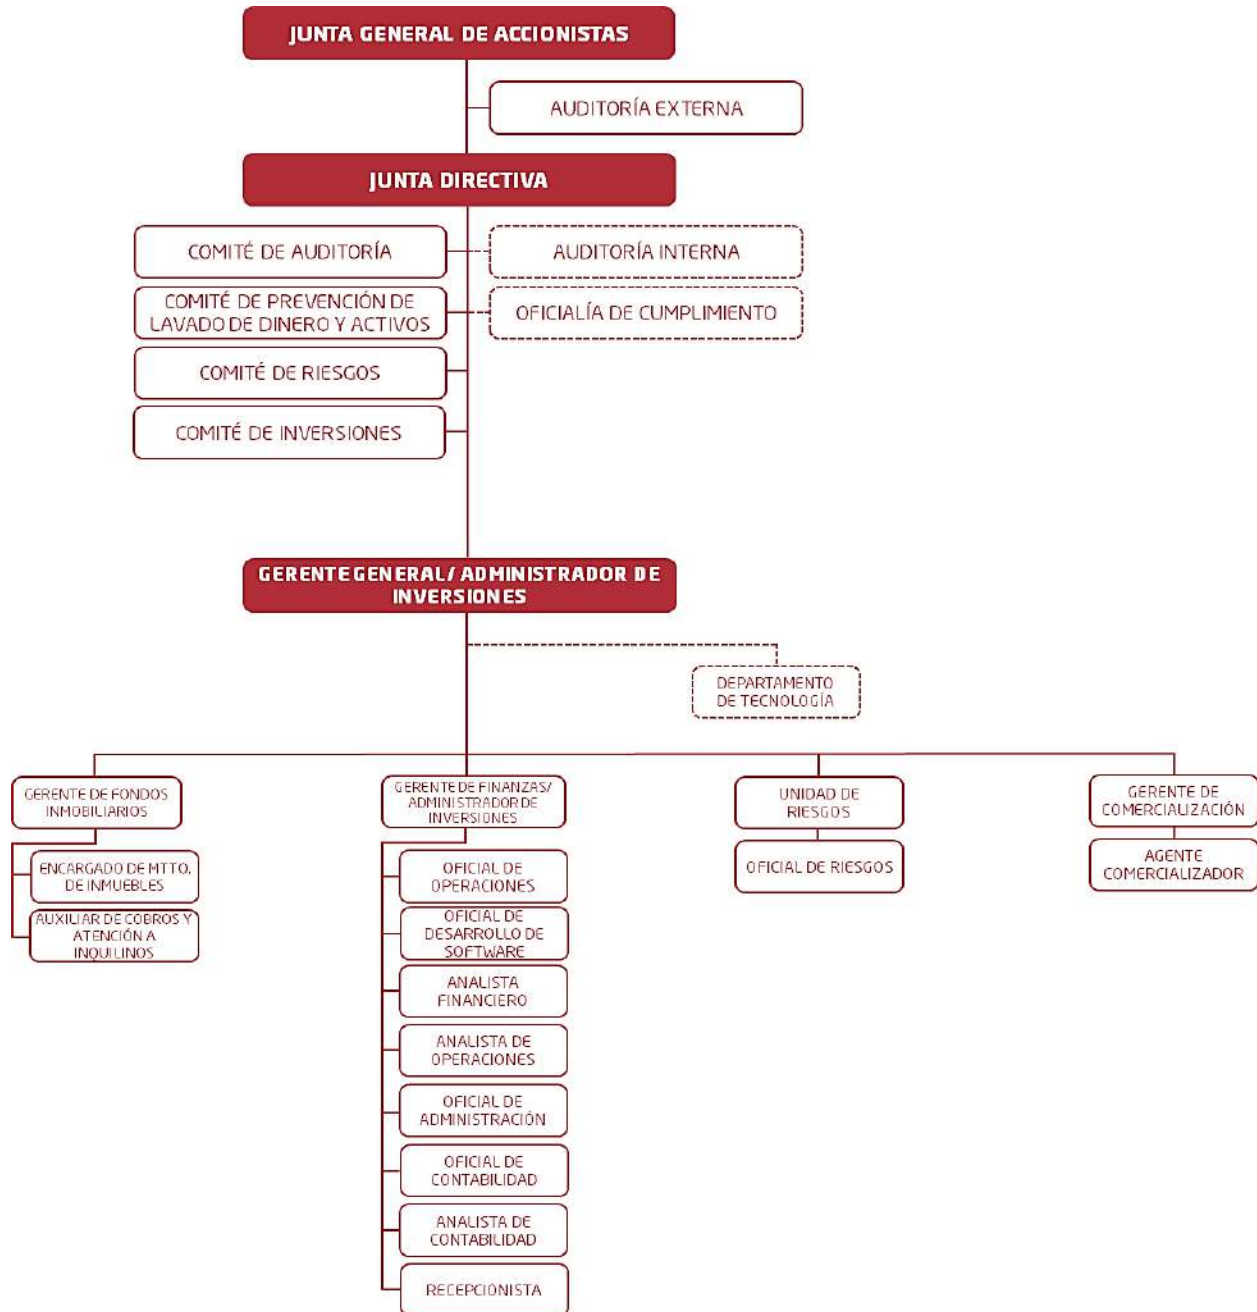 JUNTA GENERAL DE ACCIONISTAS
AUDITORÍA EXTERNA
JUNTA DIRECTIVA
COMITÉ DE AUDITORÍA
AUDITORÍA INTERNA
COMITÉ DE PREVENCIÓN DE
LAVADO DE DINERO Y ACTIVOS
OFICIALÍA DE CUMPLIMIENTO
COMITÉ DE RIESGOS
COMITÉ DE INVERSIONES
GERENTE GENERAL/ ADMINISTRADOR DE
INVERSIONES
DEPARTAMENTO
DE TECNOLOGÍA
GERENTE DE FONDOS
INMOBILIARIOS
ENCARGADO DE MTTO.
DE INMUEBLES
AUXILIAR DE COBROS Y
ATENCIÓN A
INQUILINOS
GERENTE DE FINANZAS/
ADMINISTRADOR DE
INVERSIONES
OFICIAL DE
OPERACIONES
OFICIAL DE
DESARROLLO DE
SOFTWARE
ANALISTA
FINANCIERO
ANALISTA DE
OPERACIONES
OFICIAL DE
ADMINISTRACIÓN
OFICIAL DE
CONTABILIDAD
ANALISTA DE
CONTABILIDAD
RECEPCIONISTA
UNIDAD DE
RIESGOS
OFICIAL DE RIESGOS
GERENTE DE
COMERCIALIZACIÓN
AGENTE
COMERCIALIZADOR